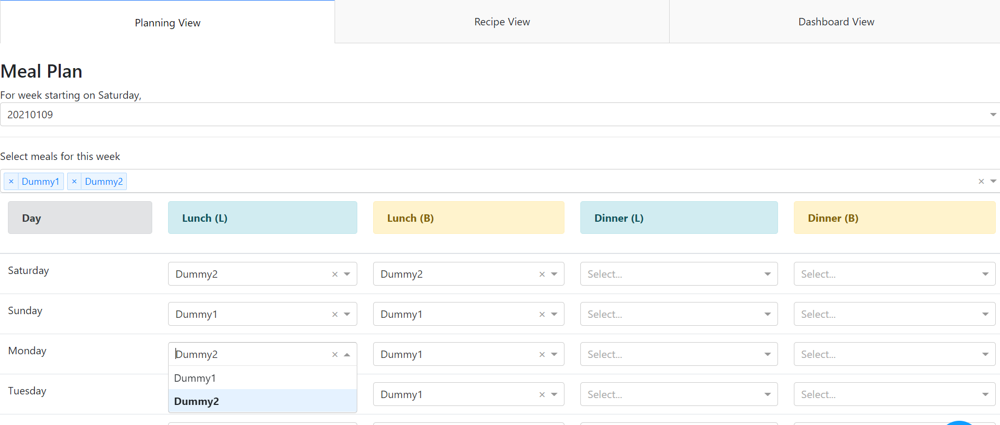 Planning View Recipe View Dashboard View
Meal Plan
For week starting on Saturday,
20210109
Select meals for this week
× Dummy1 × Dummy2 ×
Day Lunch (L) Lunch (B) Dinner (L) Dinner (B)
Saturday Dummy2 × Dummy2 × Select... Select...
Sunday Dummy1 × Dummy1 × Select... Select...
Monday Dummy2 × Dummy1 × Select... Select...
Dummy1
Tuesday Dummy1 × Select... Select...
Dummy2